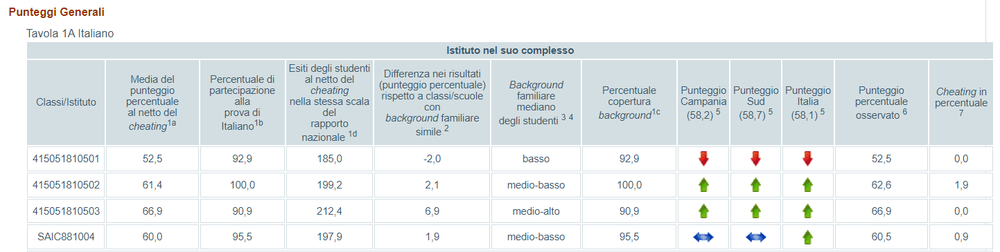 Punteggi Generali
Tavola 1A Italiano
Istituto nel suo complesso
Classi/Istituto
Media del
punteggio
percentuale
al netto del
cheating1a
Percentuale di
partecipazione
alla
prova di
Italiano1b
Esiti degli studenti
al netto del
cheating
nella stessa scala
del
rapporto
nazionale 1d
Differenza nei risultati
(punteggio percentuale)
rispetto a classi/scuole
con
background familiare
simile 2
Background
familiare
mediano
degli studenti 3 4
Percentuale
copertura
background1c
Punteggio
Campania
(58,2) 5
Punteggio
Sud
(58,7) 5
Punteggio
Italia
(58,1) 5
Punteggio
percentuale
osservato 6
Cheating in
percentuale
7
415051810501 52,5 92,9 185,0 -2,0 basso 92,9 52,5 0,0
415051810502 61,4 100,0 199,2 2,1 medio-basso 100,0 62,6 1,9
415051810503 66,9 90,9 212,4 6,9 medio-alto 90,9 66,9 0,0
SAIC881004 60,0 95,5 197,9 1,9 medio-basso 95,5 60,5 0,9